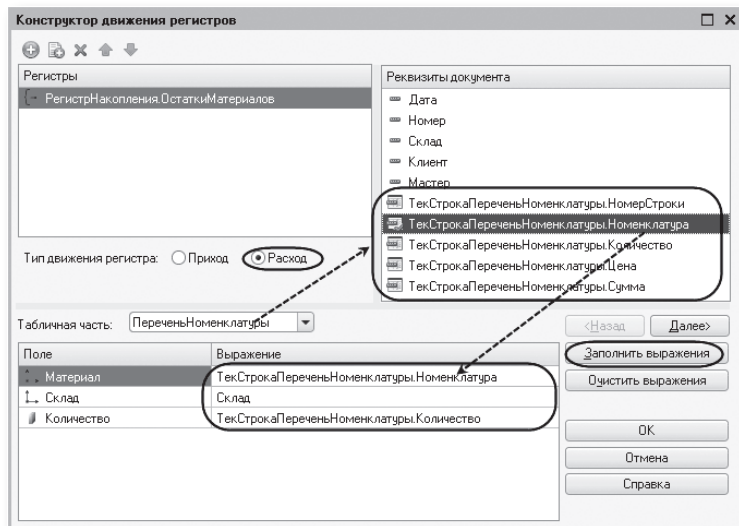 Конструктор движения регистров
Регистры
РегистрНакопления.ОстаткиМатериалов
Реквизиты документа
Дата
Номер
Склад
Клиент
Мастер
ТекСтрокаПереченьНоменклатуры.НомерСтроки
ТекСтрокаПереченьНоменклатуры.Номенклатура
ТекСтрокаПереченьНоменклатуры.Количество
ТекСтрокаПереченьНоменклатуры.Цена
ТекСтрокаПереченьНоменклатуры.Сумма
Тип движения регистра: Приход Расход
Табличная часть: ПереченьНоменклатуры
<Назад Далее>
Поле Выражение
Материал ТекСтрокаПереченьНоменклатуры.Номенклатура
Склад Склад
Количество ТекСтрокаПереченьНоменклатуры.Количество
Заполнить выражения
Очистить выражения
ОК
Отмена
Справка